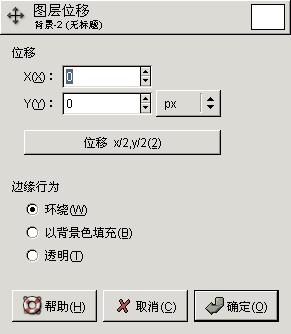 图层位移
背景-2 (无标题)
位移
X(X)： 0
Y(Y)： 0 px
位移 x/2,y/2(2)
边缘行为
环绕(W)
以背景色填充(B)
透明(T)
帮助(H) 取消(C) 确定(O)